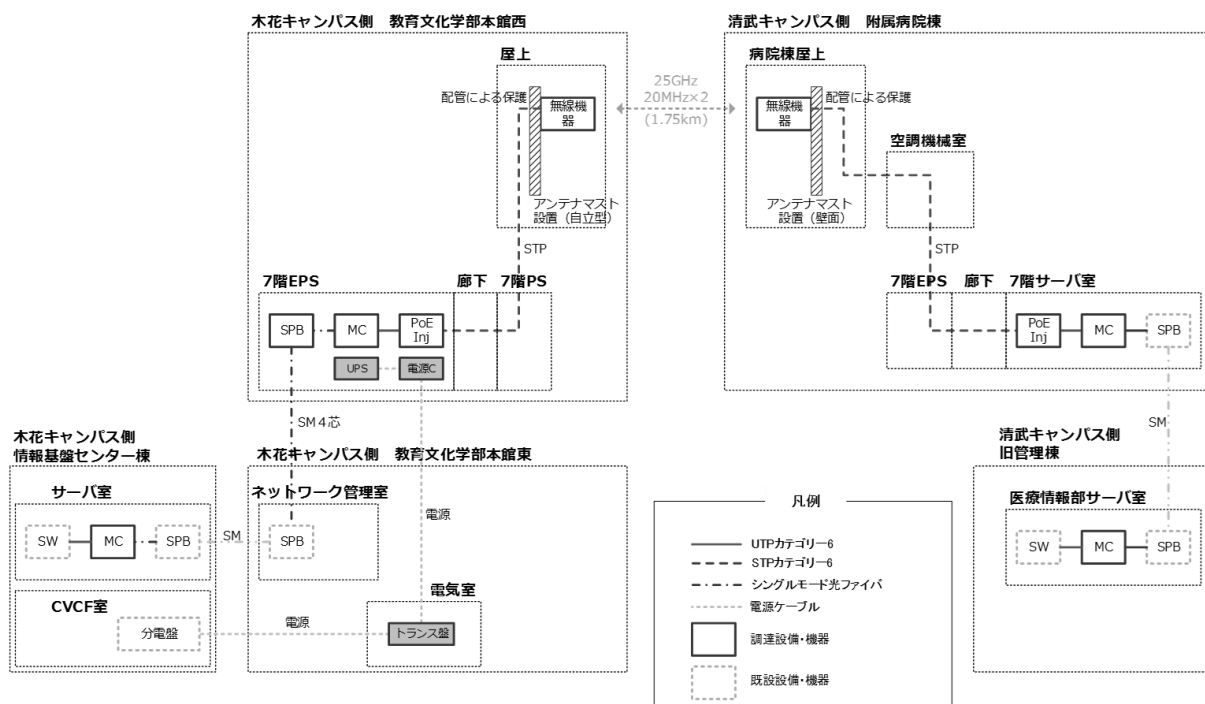 木花キャンパス側 教育文化学部本館西
屋上
配管による保護
無線機
器
アンテナマスト
設置（自立型）
STP
7階EPS
廊下
7階PS
SPB
MC
PoE
Inj
UPS
電源C
25GHz
20MHz×2
(1.75km)
清武キャンパス側 附属病院棟
病院棟屋上
無線機
器
配管による保護
アンテナマスト
設置（壁面）
空調機械室
STP
7階EPS
廊下
7階サーバ室
PoE
Inj
MC
SPB
SM４芯
SM
木花キャンパス側
情報基盤センター棟
サーバ室
SW
MC
SPB
SM
CVCF室
分電盤
電源
木花キャンパス側 教育文化学部本館東
ネットワーク管理室
SPB
電源
電気室
トランス盤
凡例
UTPカテゴリー6
STPカテゴリー6
シングルモード光ファイバ
電源ケーブル
調達設備・機器
既設設備・機器
清武キャンパス側
旧管理棟
医療情報部サーバ室
SW
MC
SPB